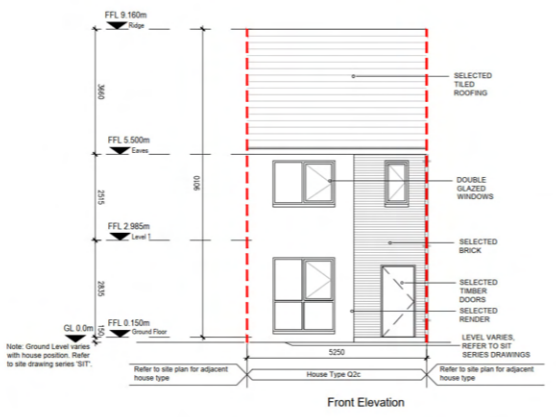 FFL 9.160m
Ridge
3660
FFL 5.500m
Eaves
2515
9010
FFL 2.985m
Level 1
2835
FFL 0.150m
Ground Floor
150
GL 0.0m
Note: Ground Level varies
with house position. Refer
to site drawing series 'SIT'.
SELECTED
TILED
ROOFING
DOUBLE
GLAZED
WINDOWS
SELECTED
BRICK
SELECTED
TIMBER
DOORS
SELECTED
RENDER
LEVEL VARIES,
REFER TO SIT
SERIES DRAWINGS
5250
Refer to site plan for adjacent
house type
House Type Q2c
Refer to site plan for adjacent
house type
Front Elevation